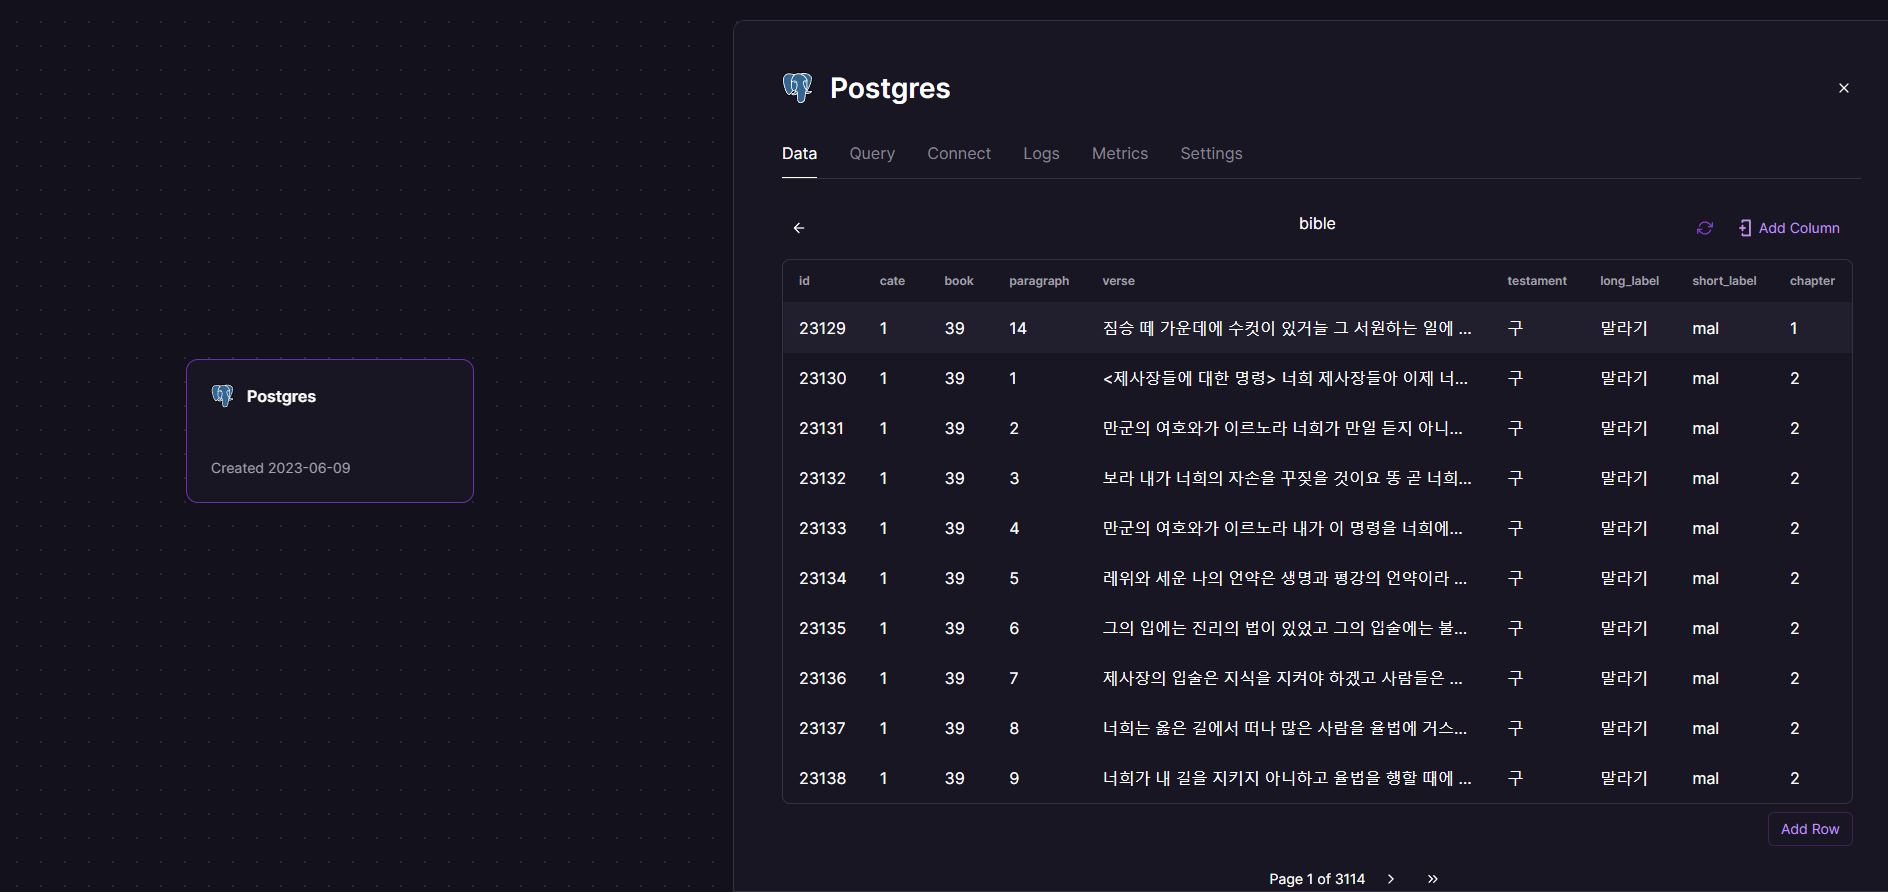 Postgres
Created 2023-06-09
Postgres
Data Query Connect Logs Metrics Settings
bible
Add Column
id cate book paragraph verse testament long_label short_label chapter
23129 1 39 14 짐승 떼 가운데에 수컷이 있거늘 그 서원하는 일에 ... 구 말라기 mal 1
23130 1 39 1 <제사장들에 대한 명령> 너희 제사장들아 이제 너... 구 말라기 mal 2
23131 1 39 2 만군의 여호와가 이르노라 너희가 만일 듣지 아니... 구 말라기 mal 2
23132 1 39 3 보라 내가 너희의 자손을 꾸짖을 것이요 똥 곧 너희... 구 말라기 mal 2
23133 1 39 4 만군의 여호와가 이르노라 내가 이 명령을 너희에... 구 말라기 mal 2
23134 1 39 5 레위와 세운 나의 언약은 생명과 평강의 언약이라 ... 구 말라기 mal 2
23135 1 39 6 그의 입에는 진리의 법이 있었고 그의 입술에는 불... 구 말라기 mal 2
23136 1 39 7 제사장의 입술은 지식을 지켜야 하겠고 사람들은 ... 구 말라기 mal 2
23137 1 39 8 너희는 옳은 길에서 떠나 많은 사람을 율법에 거스... 구 말라기 mal 2
23138 1 39 9 너희가 내 길을 지키지 아니하고 율법을 행할 때에 ... 구 말라기 mal 2
Add Row
Page 1 of 3114